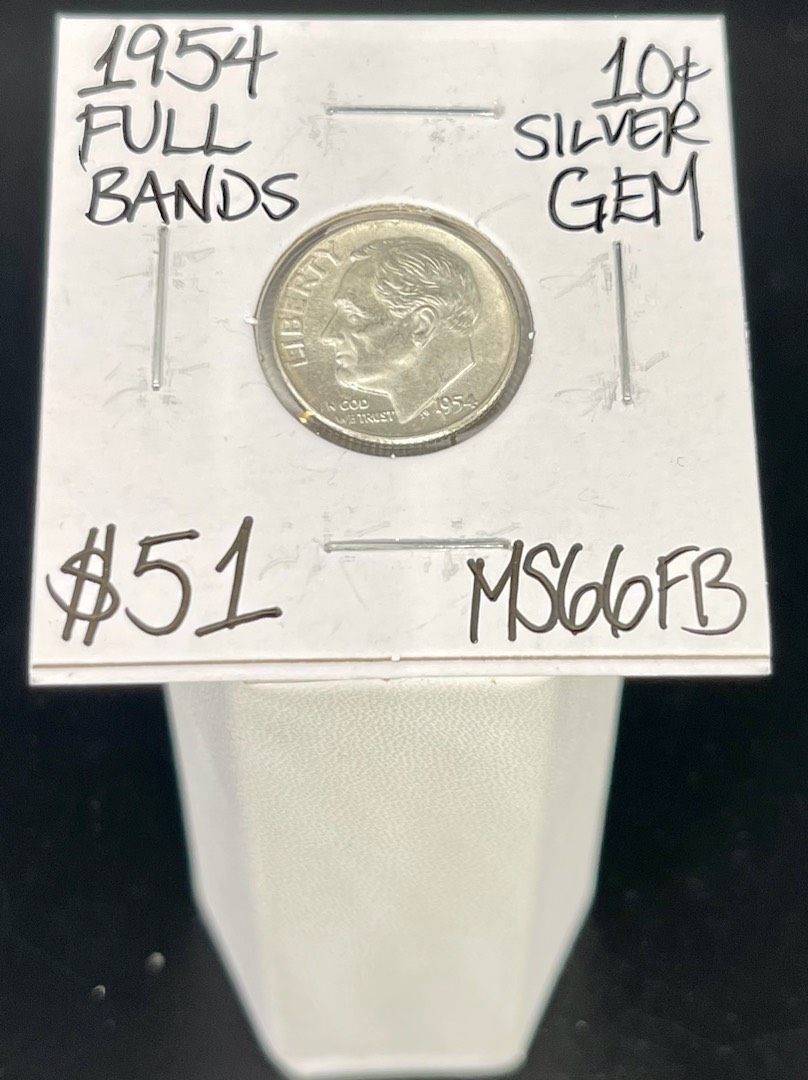 1954
FULL
BANDS
10¢
SILVER
GEM
LIBERTY
IN GOD
WE TRUST
1954
$51
MS66FB